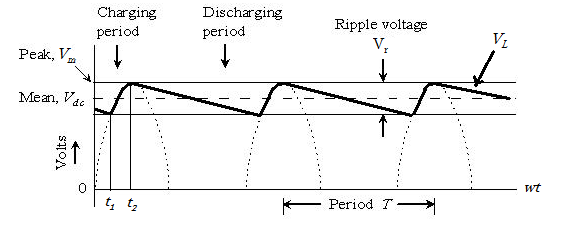 Charging
period
Discharging
period
Ripple voltage
Vr
VL
Peak, Vm
Mean, Vdc
Volts
0
t1
t2
Period T
wt